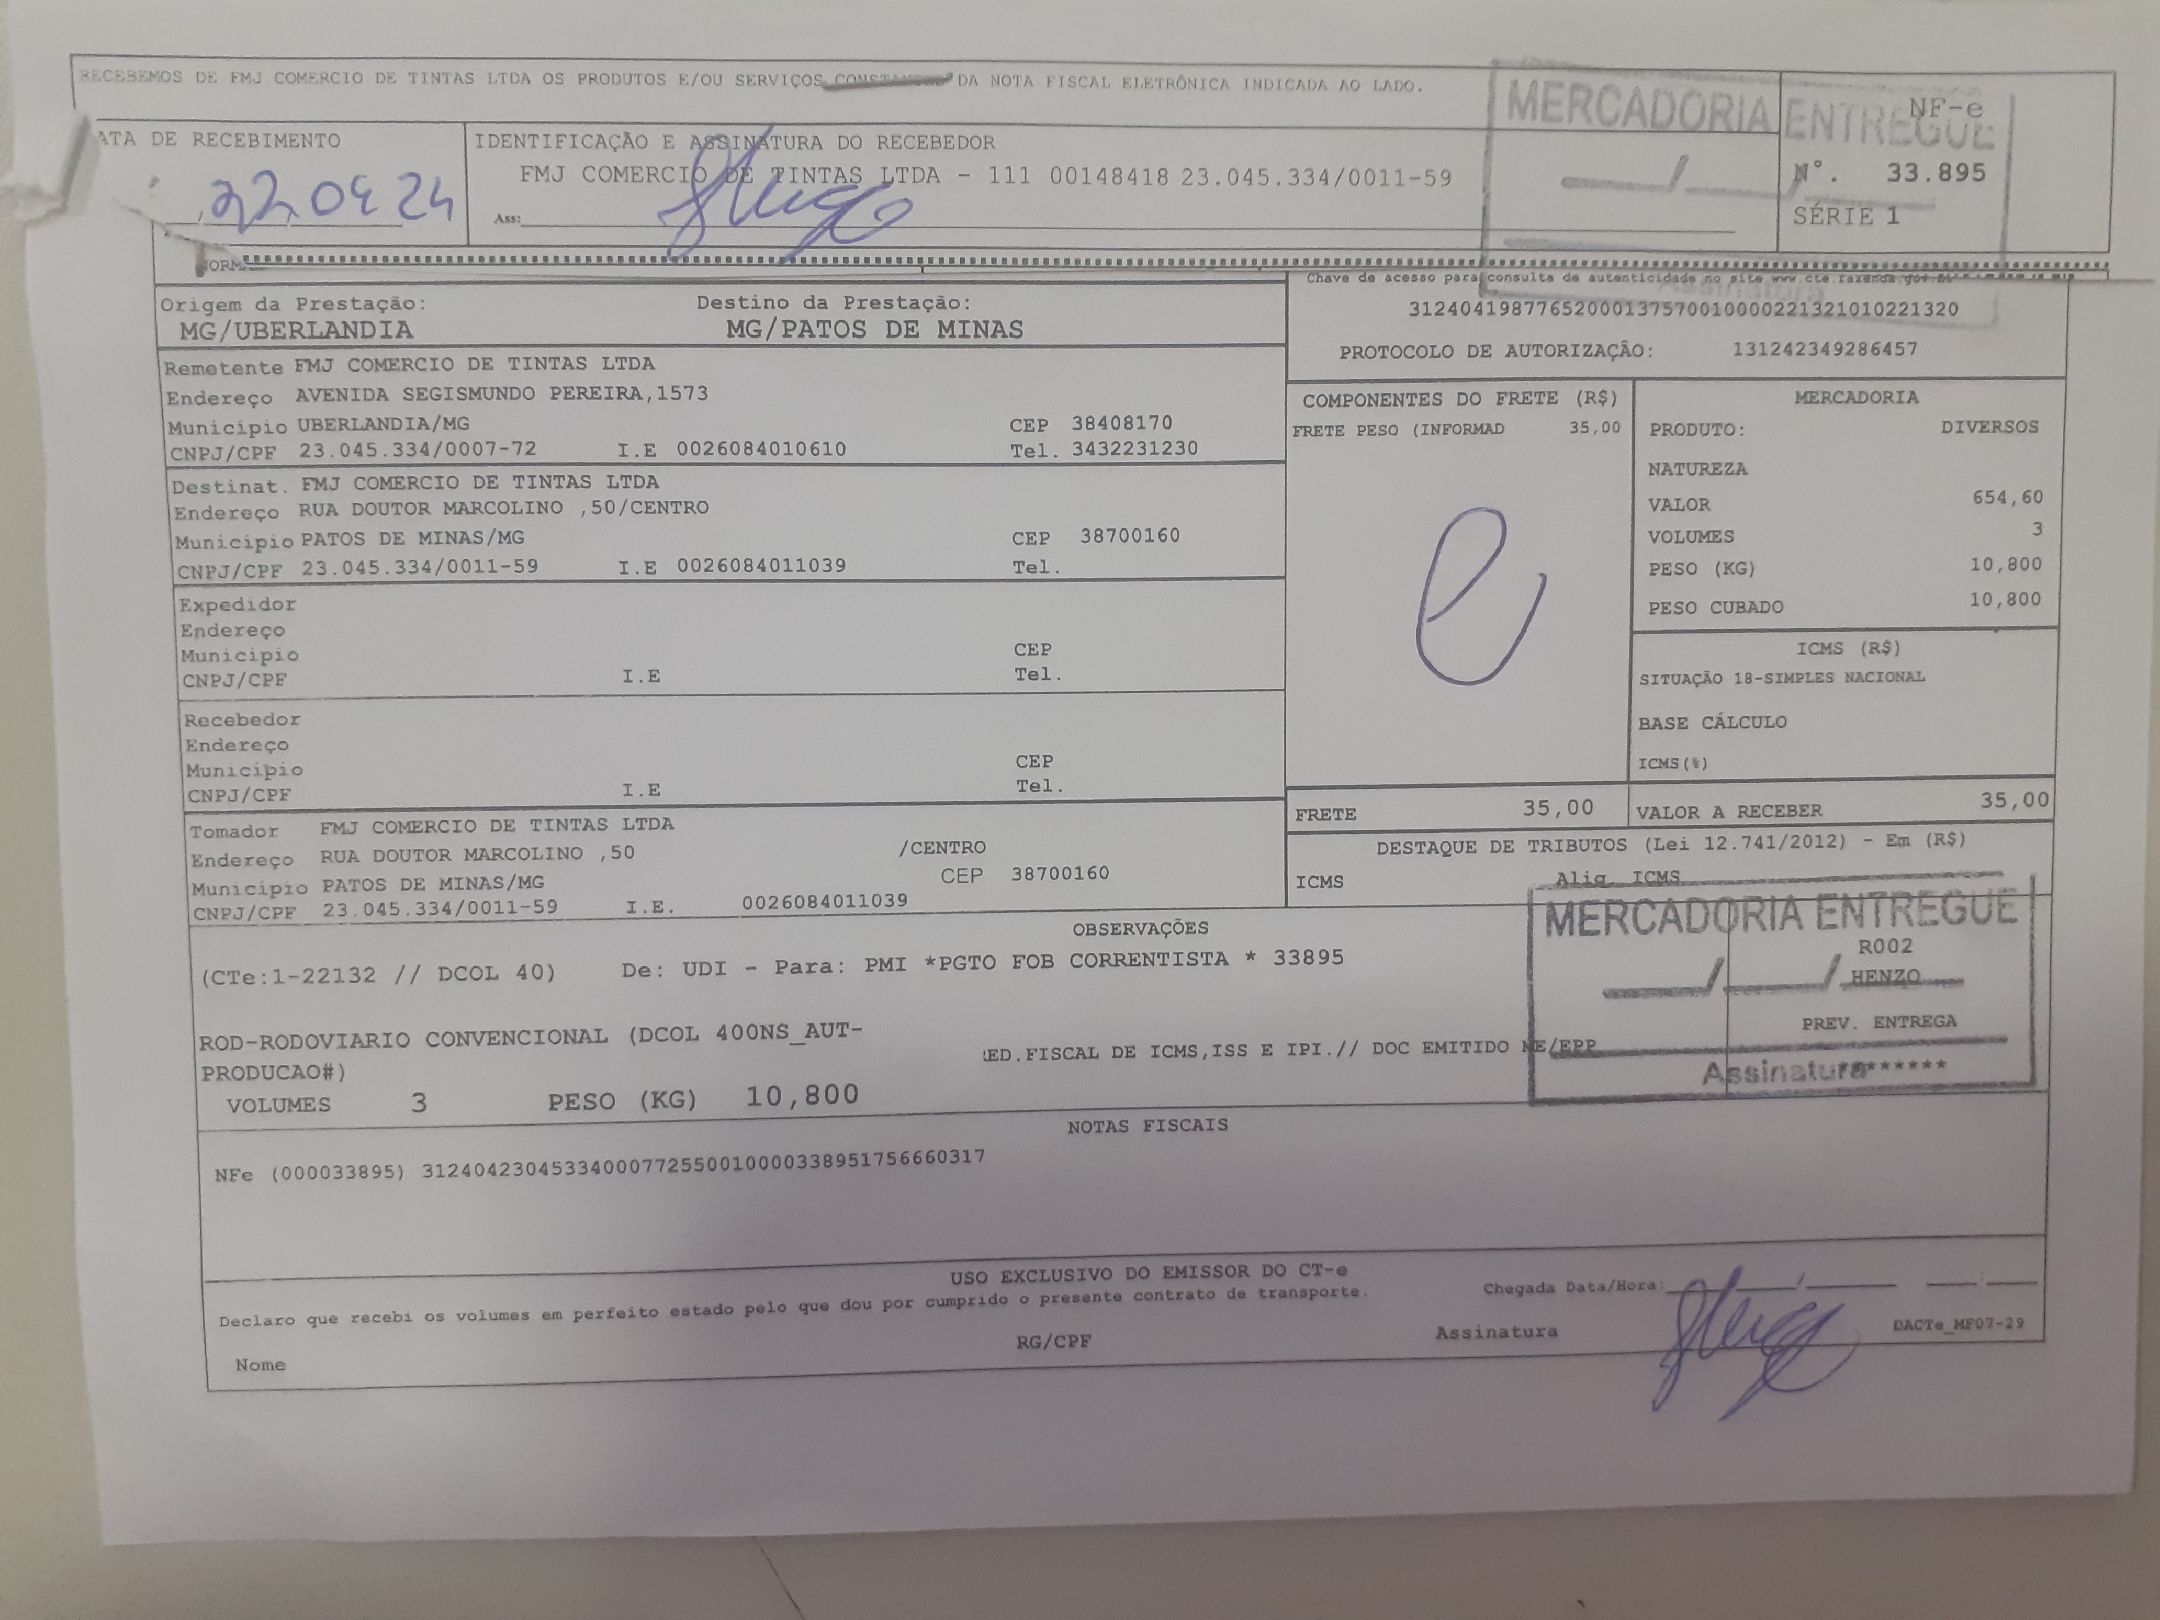 RECEBEMOS DE FMJ COMERCIO DE TINTAS LTDA OS PRODUTOS E/OU SERVIÇOS DA NOTA FISCAL ELETRÔNICA INDICADA AO LADO.
MERCADORIA ENTREGUE
NF-e
ATA DE RECEBIMENTO
IDENTIFICAÇÃO E ASSINATURA DO RECEBEDOR
FMJ COMERCIO DE TINTAS LTDA - 111 00148418 23.045.334/0011-59
Nº. 33.895
22 04 24
Ass:
SÉRIE 1
Chave de acesso para consulta de autenticidade no site www.cte.fazenda.gov.br
Origem da Prestação: Destino da Prestação:
MG/UBERLANDIA MG/PATOS DE MINAS
31240419877652000137570010000221321010221320
PROTOCOLO DE AUTORIZAÇÃO: 131242349286457
Remetente FMJ COMERCIO DE TINTAS LTDA
Endereço AVENIDA SEGISMUNDO PEREIRA,1573
Município UBERLANDIA/MG CEP 38408170
CNPJ/CPF 23.045.334/0007-72 I.E 0026084010610 Tel. 3432231230
Destinat. FMJ COMERCIO DE TINTAS LTDA
Endereço RUA DOUTOR MARCOLINO ,50/CENTRO
Município PATOS DE MINAS/MG CEP 38700160
CNPJ/CPF 23.045.334/0011-59 I.E 0026084011039 Tel.
Expedidor
Endereço
Município CEP
CNPJ/CPF I.E Tel.
Recebedor
Endereço
Município CEP
CNPJ/CPF I.E Tel.
Tomador FMJ COMERCIO DE TINTAS LTDA
Endereço RUA DOUTOR MARCOLINO ,50 /CENTRO
Município PATOS DE MINAS/MG CEP 38700160
CNPJ/CPF 23.045.334/0011-59 I.E. 0026084011039
COMPONENTES DO FRETE (R$)
FRETE PESO (INFORMAD 35,00
MERCADORIA
PRODUTO: DIVERSOS
NATUREZA
VALOR 654,60
VOLUMES 3
PESO (KG) 10,800
PESO CUBADO 10,800
ICMS (R$)
SITUAÇÃO 18-SIMPLES NACIONAL
BASE CÁLCULO
ICMS(%)
FRETE 35,00 VALOR A RECEBER 35,00
DESTAQUE DE TRIBUTOS (Lei 12.741/2012) - Em (R$)
ICMS Aliq. ICMS
OBSERVAÇÕES
MERCADORIA ENTREGUE
(CTe:1-22132 // DCOL 40) De: UDI - Para: PMI *PGTO FOB CORRENTISTA * 33895
R002
HENZO
ROD-RODOVIARIO CONVENCIONAL (DCOL 400NS_AUT-
PRODUCAO#)
ED.FISCAL DE ICMS,ISS E IPI.// DOC EMITIDO ME/EPP
PREV. ENTREGA
Assinatura ******
VOLUMES 3 PESO (KG) 10,800
NOTAS FISCAIS
NFe (000033895) 31240423045334000772550010000338951756660317
USO EXCLUSIVO DO EMISSOR DO CT-e
Declaro que recebi os volumes em perfeito estado pelo que dou por cumprido o presente contrato de transporte.
Chegada Data/Hora:
Nome RG/CPF Assinatura
DACTe_MF07-29